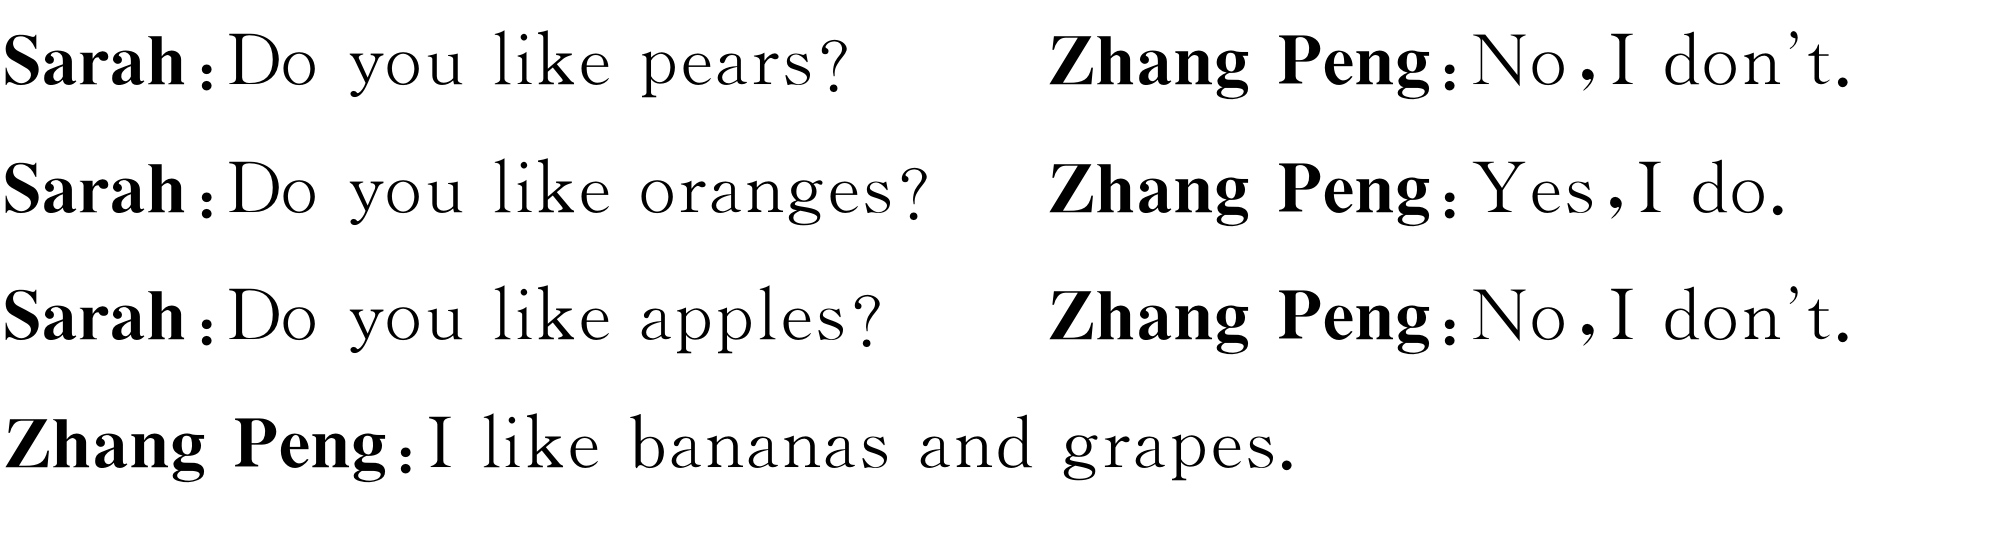 Sarah:Do you like pears? Zhang Peng:No,I don't.
Sarah:Do you like oranges? Zhang Peng:Yes,I do.
Sarah:Do you like apples? Zhang Peng:No,I don't.
Zhang Peng:I like bananas and grapes.